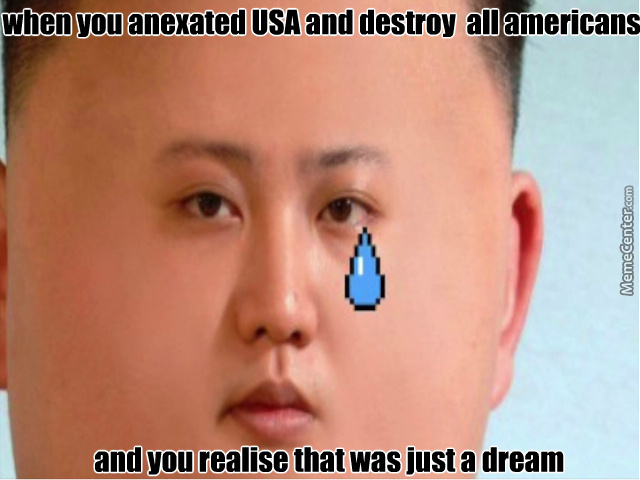 when you anexated USA and destroy all americans
MemeCenter.com
and you realise that was just a dream